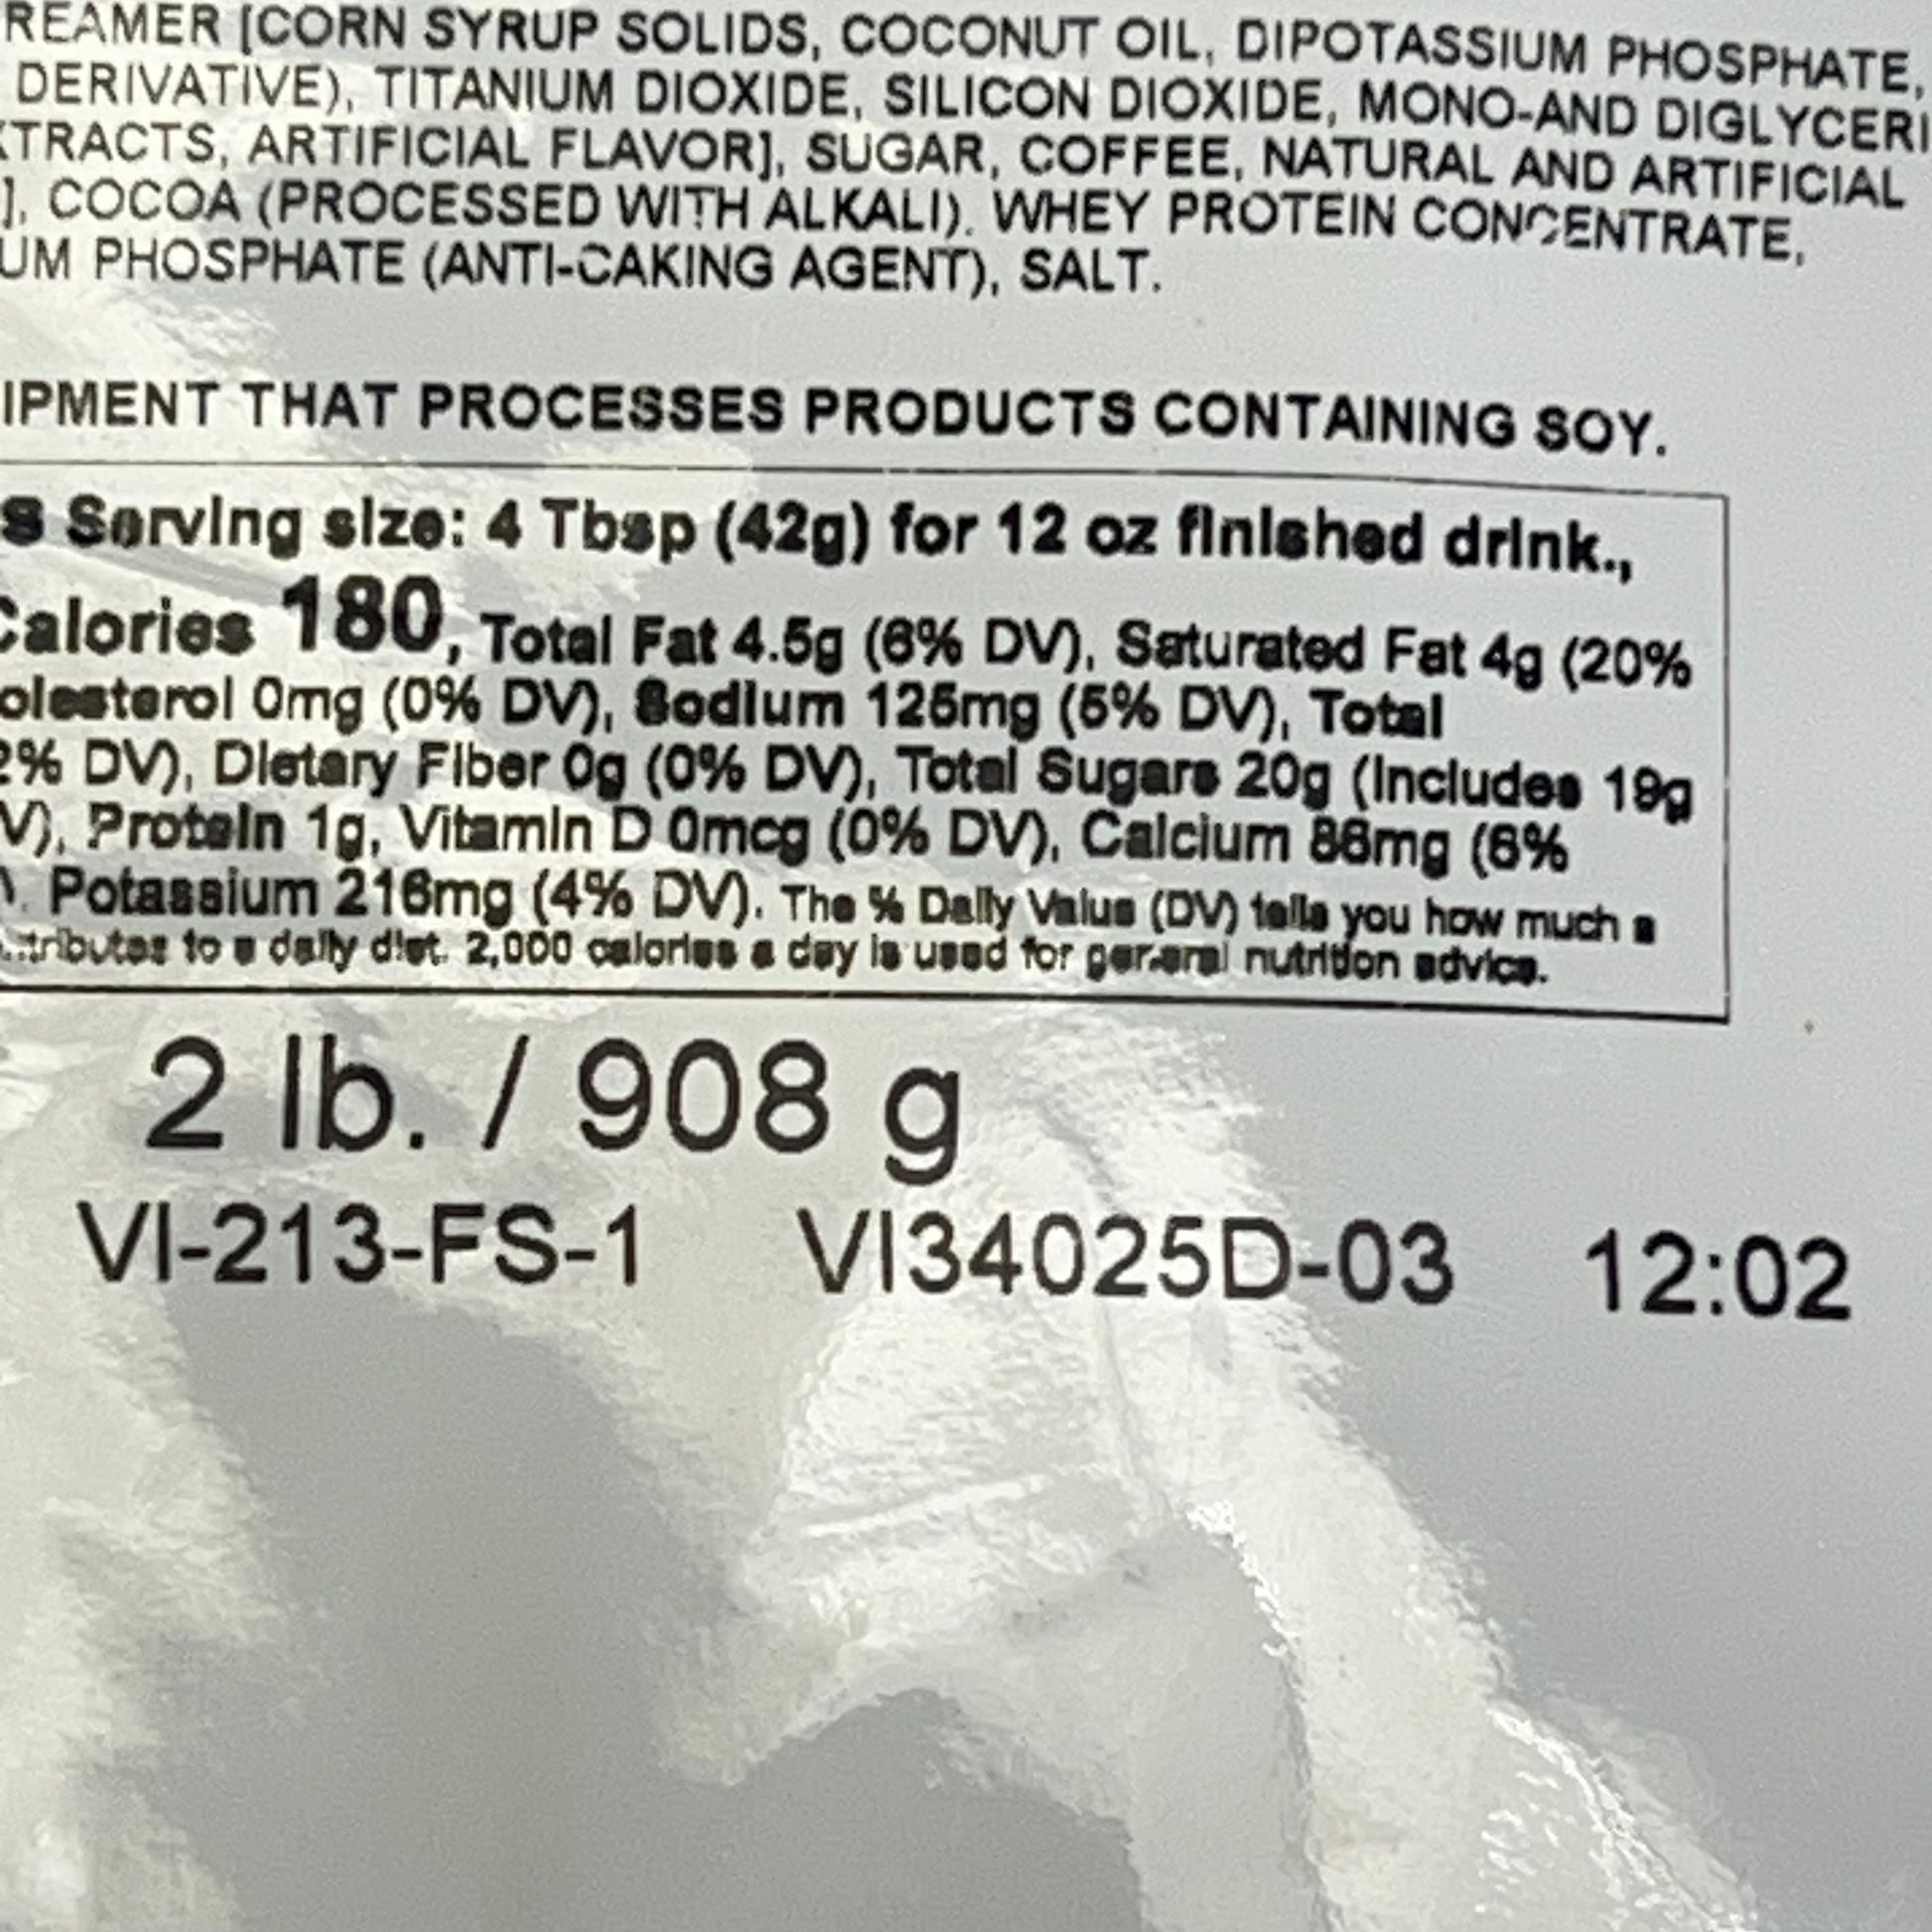 REAMER [CORN SYRUP SOLIDS, COCONUT OIL, DIPOTASSIUM PHOSPHATE,
DERIVATIVE), TITANIUM DIOXIDE, SILICON DIOXIDE, MONO-AND DIGLYCERI
XTRACTS, ARTIFICIAL FLAVOR], SUGAR, COFFEE, NATURAL AND ARTIFICIAL
], COCOA (PROCESSED WITH ALKALI), WHEY PROTEIN CONCENTRATE,
UM PHOSPHATE (ANTI-CAKING AGENT), SALT.
IPMENT THAT PROCESSES PRODUCTS CONTAINING SOY.
s Serving size: 4 Tbsp (42g) for 12 oz finished drink.,
Calories 180, Total Fat 4.5g (6% DV), Saturated Fat 4g (20%
olesterol 0mg (0% DV), Sodium 125mg (5% DV), Total
2% DV), Dietary Fiber 0g (0% DV), Total Sugars 20g (Includes 19g
V), Protein 1g, Vitamin D 0mcg (0% DV), Calcium 86mg (6%
), Potassium 216mg (4% DV). The % Daily Value (DV) tells you how much a
tributes to a daily diet. 2,000 calories a day is used for general nutrition advice.
2 lb. / 908 g
VI-213-FS-1 VI34025D-03 12:02